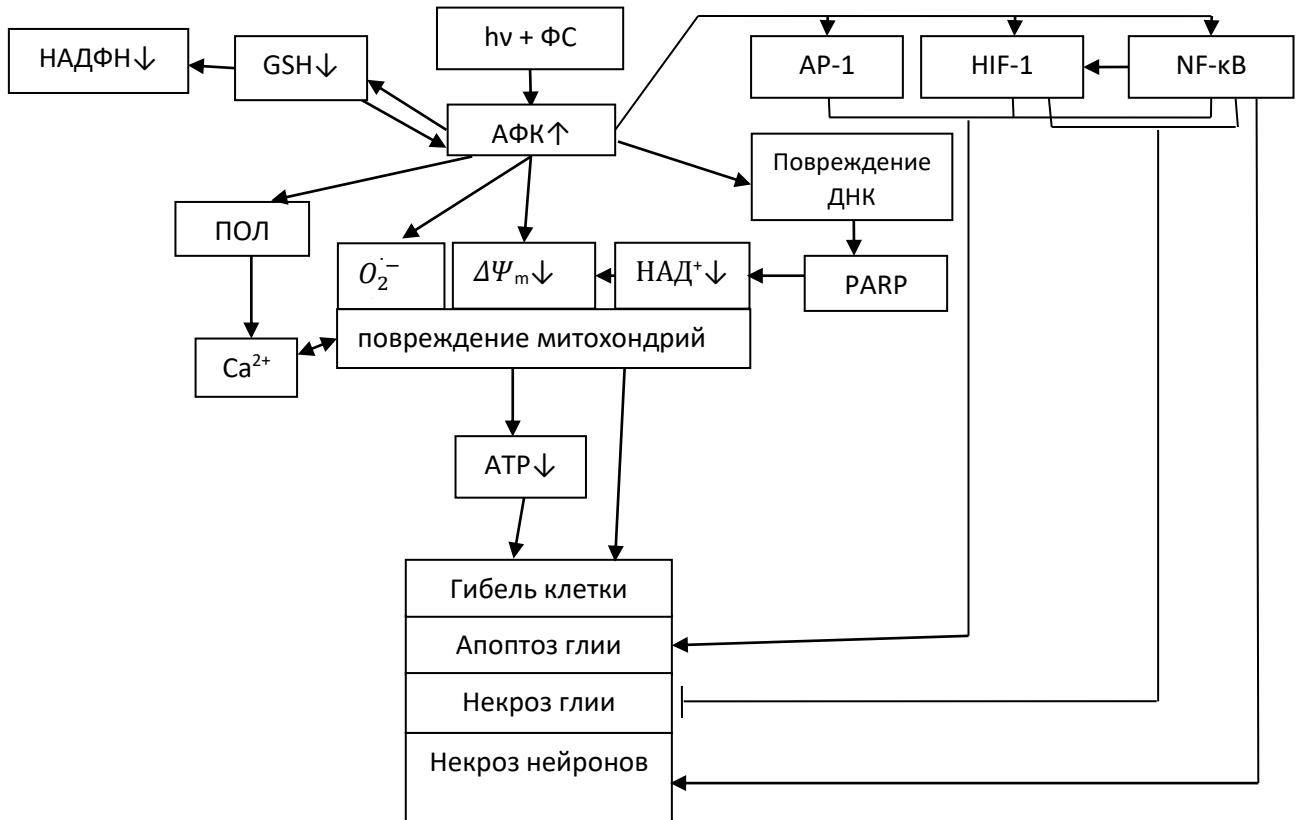 hν + ФС
НАДФН↓
GSH↓
AP-1
HIF-1
NF-κB
АФК↑
Повреждение
ДНК
ПОЛ
O₂˙⁻
ΔΨm↓
НАД⁺↓
PARP
повреждение митохондрий
Ca²⁺
АТР↓
Гибель клетки
Апоптоз глии
Некроз глии
Некроз нейронов